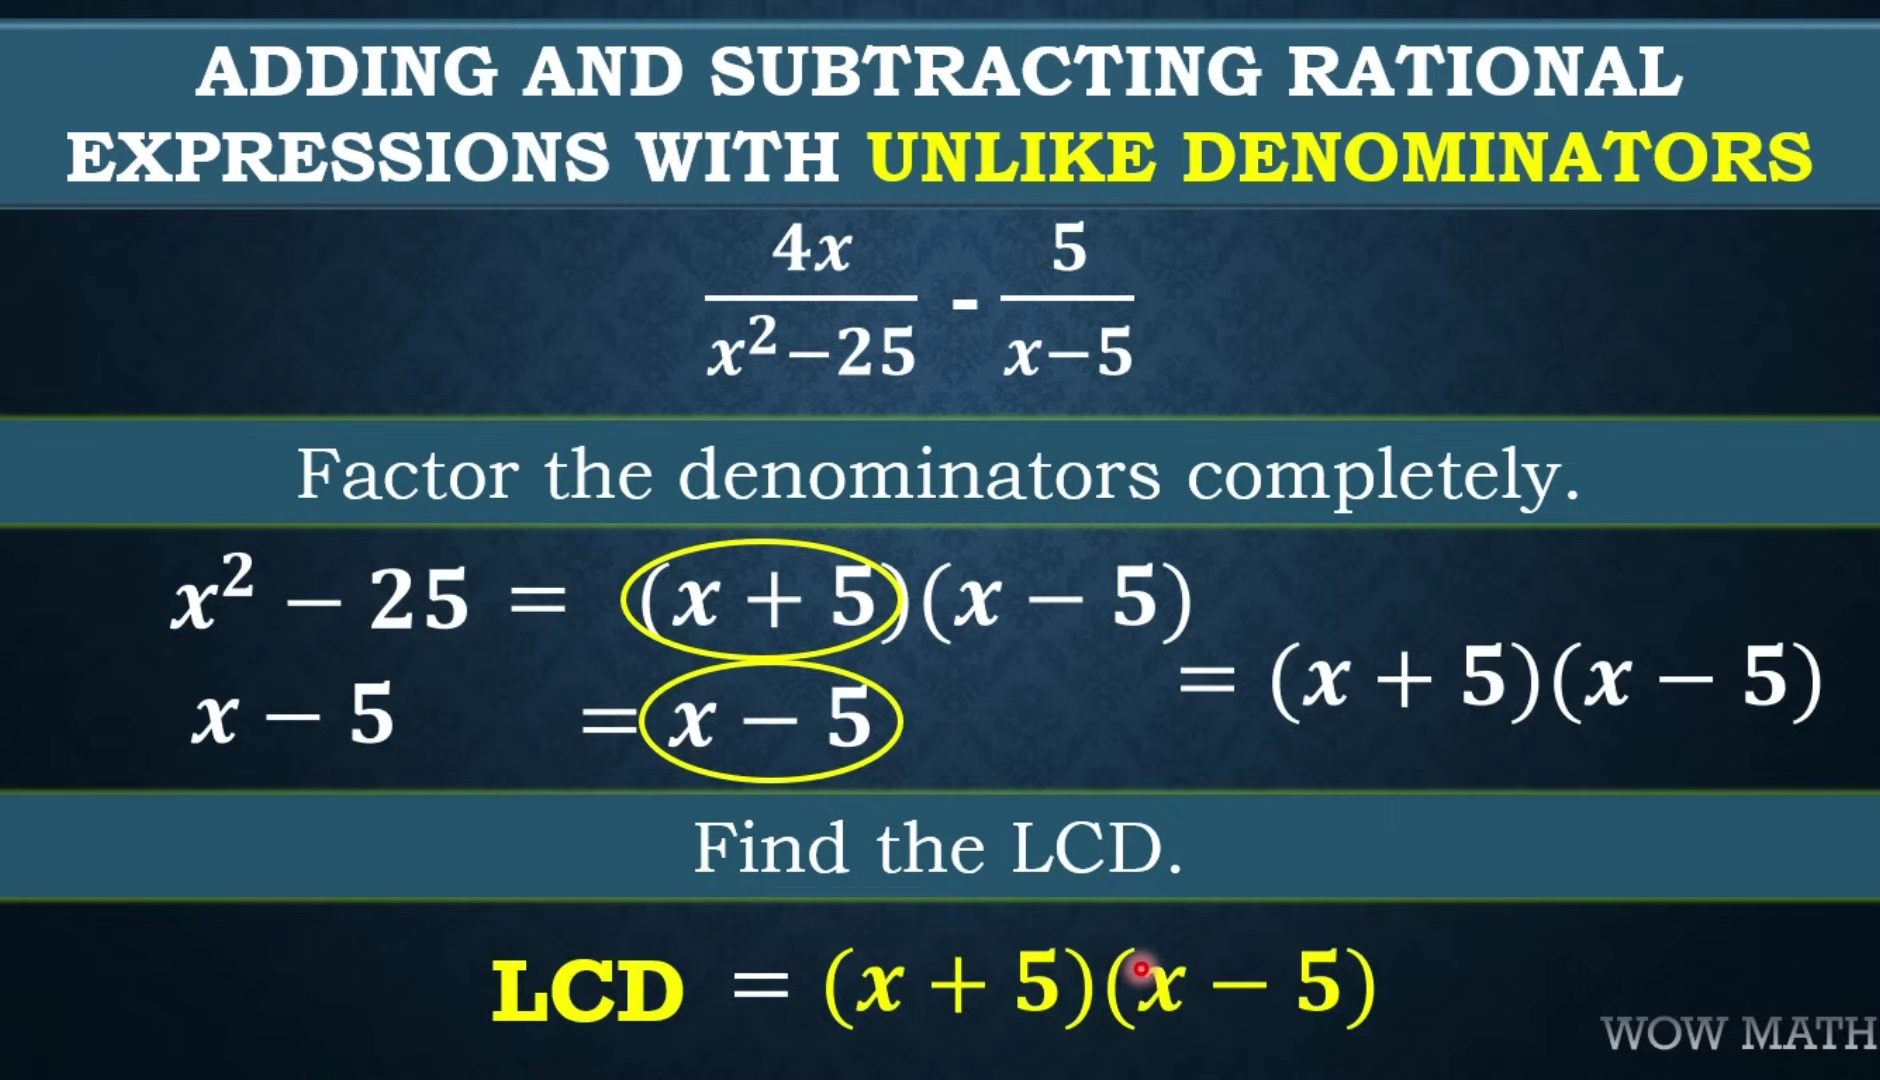 ADDING AND SUBTRACTING RATIONAL
EXPRESSIONS WITH UNLIKE DENOMINATORS
4x/(x²−25) - 5/(x−5)
Factor the denominators completely.
x² − 25 = (x + 5)(x − 5)
x − 5 = x − 5
= (x + 5)(x − 5)
Find the LCD.
LCD = (x + 5)(x − 5)
WOW MATH